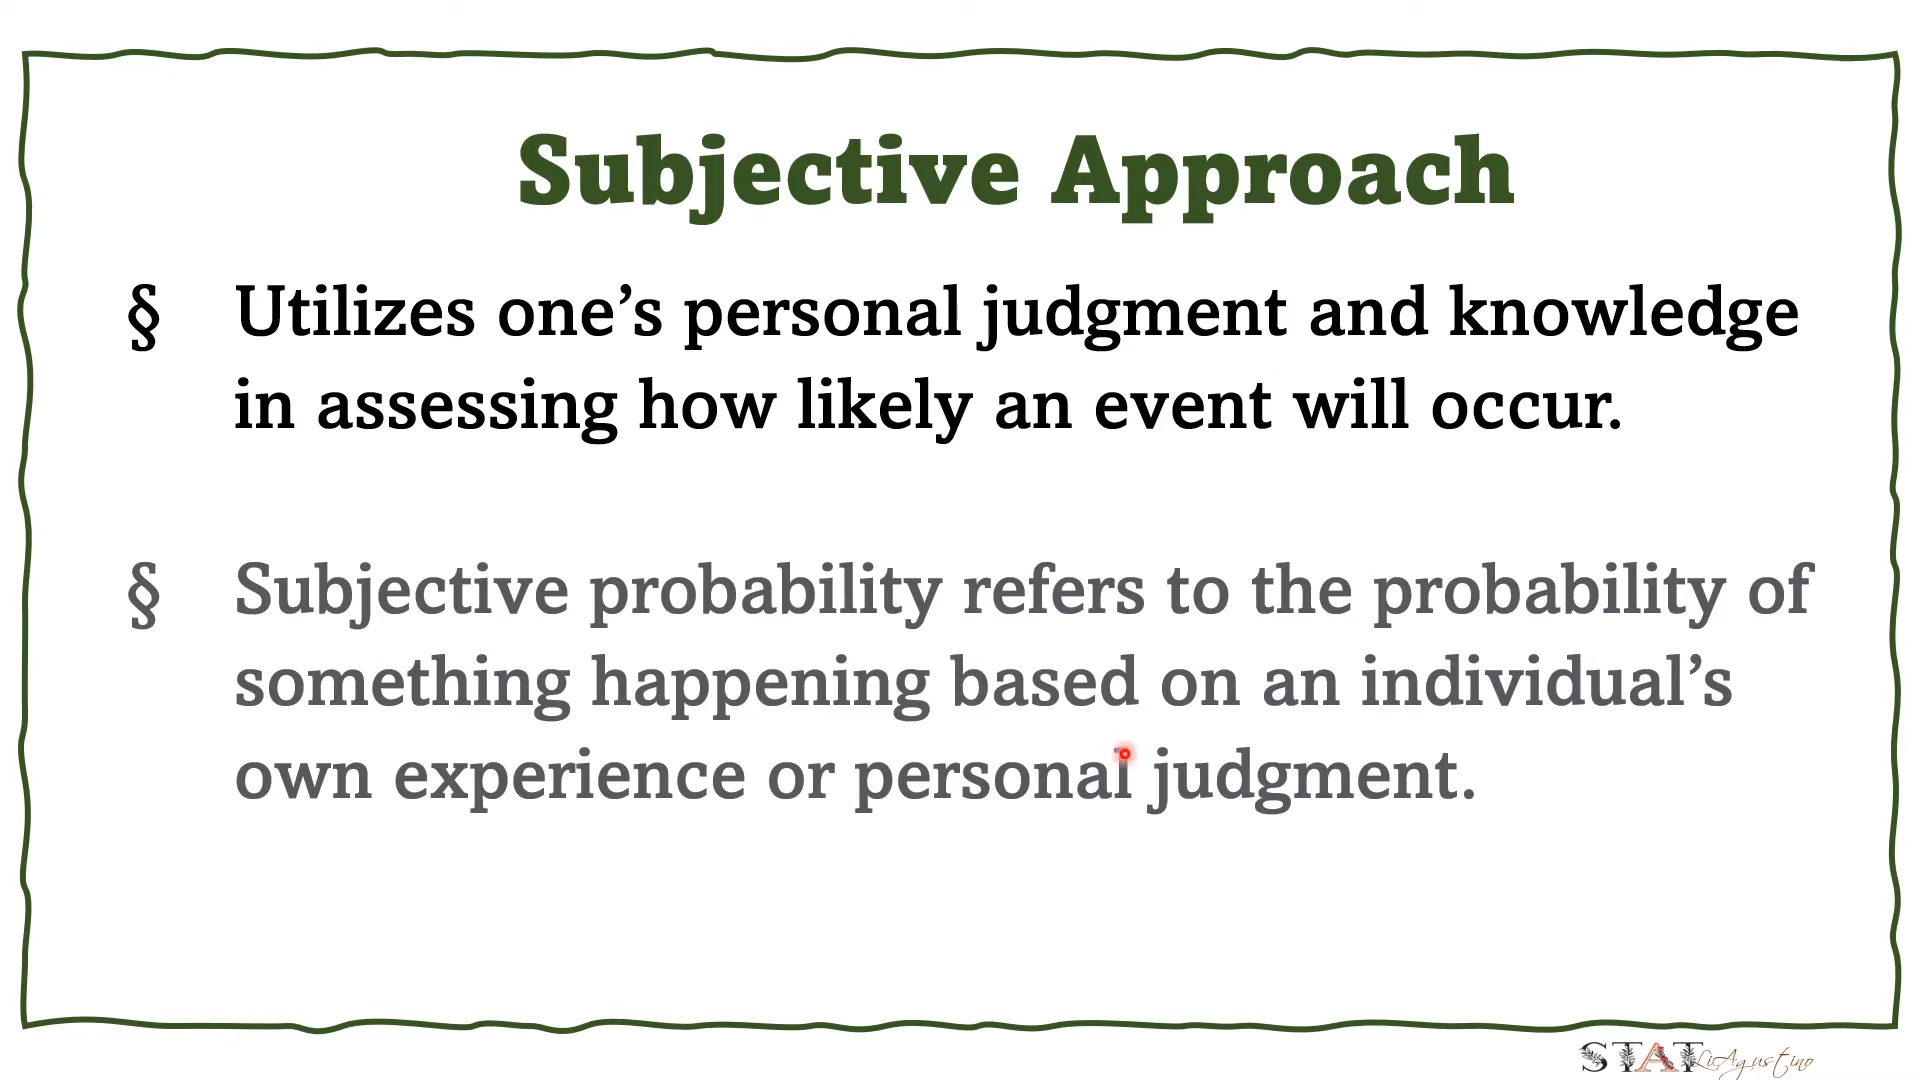 Subjective Approach
§ Utilizes one’s personal judgment and knowledge
in assessing how likely an event will occur.
§ Subjective probability refers to the probability of
something happening based on an individual’s
own experience or personal judgment.
STAT LiAgustino